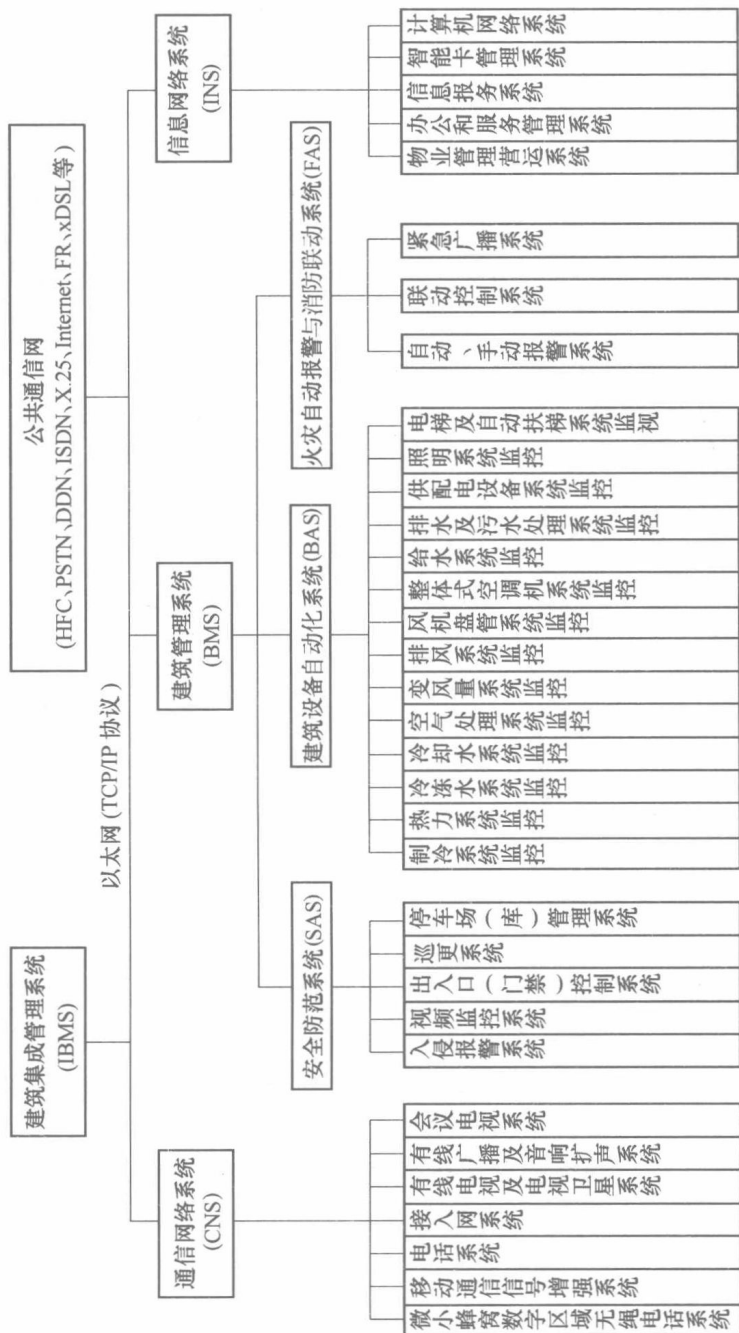 建筑集成管理系统
(IBMS)
公共通信网
(HFC、PSTN、DDN、ISDN、X.25、Internet、FR、xDSL等)
以太网 (TCP/IP 协议)
通信网络系统
(CNS)
建筑管理系统
(BMS)
信息网络系统
(INS)
安全防范系统(SAS)
建筑设备自动化系统(BAS)
火灾自动报警与消防联动系统(FAS)
微小蜂窝数字区域无绳电话系统
移动通信信号增强系统
电话系统
接入网系统
有线电视及电视卫星系统
有线广播及音响扩声系统
会议电视系统
入侵报警系统
视频监控系统
出入口(门禁)控制系统
巡更系统
停车场(库)管理系统
制冷系统监控
热力系统监控
冷冻水系统监控
冷却水系统监控
空气处理系统监控
变风量系统监控
排风系统监控
风机盘管系统监控
整体式空调机系统监控
给水系统监控
排水及污水处理系统监控
供配电设备系统监控
照明系统监控
电梯及自动扶梯系统监视
自动、手动报警系统
联动控制系统
紧急广播系统
物业管理营运系统
办公和服务管理系统
信息报务系统
智能卡管理系统
计算机网络系统